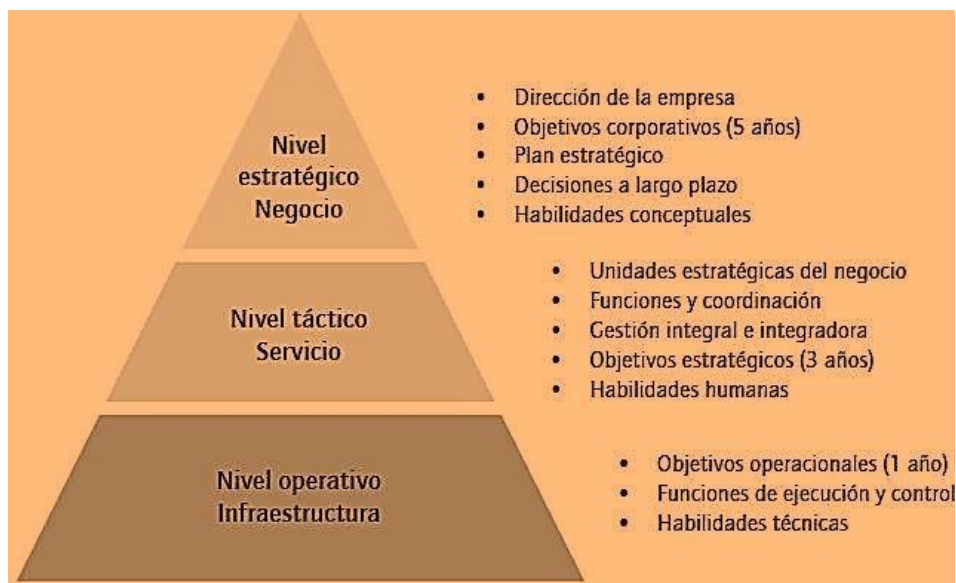 Nivel
estratégico
Negocio
• Dirección de la empresa
• Objetivos corporativos (5 años)
• Plan estratégico
• Decisiones a largo plazo
• Habilidades conceptuales
Nivel táctico
Servicio
• Unidades estratégicas del negocio
• Funciones y coordinación
• Gestión integral e integradora
• Objetivos estratégicos (3 años)
• Habilidades humanas
Nivel operativo
Infraestructura
• Objetivos operacionales (1 año)
• Funciones de ejecución y control
• Habilidades técnicas